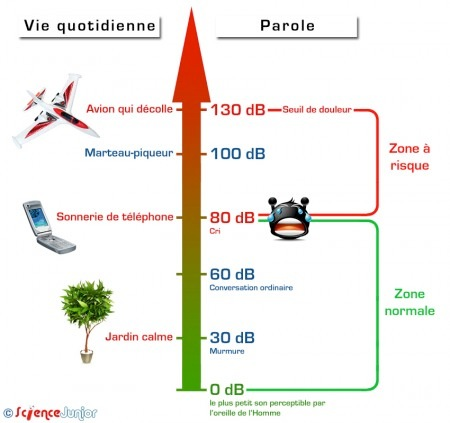 Vie quotidienne
Parole
Avion qui décolle 130 dB Seuil de douleur
Marteau-piqueur 100 dB
Zone à
risque
Sonnerie de téléphone 80 dB
Cri
60 dB
Conversation ordinaire
Zone
normale
Jardin calme 30 dB
Murmure
0 dB
le plus petit son perceptible par
l'oreille de l'Homme
© ScienceJunior